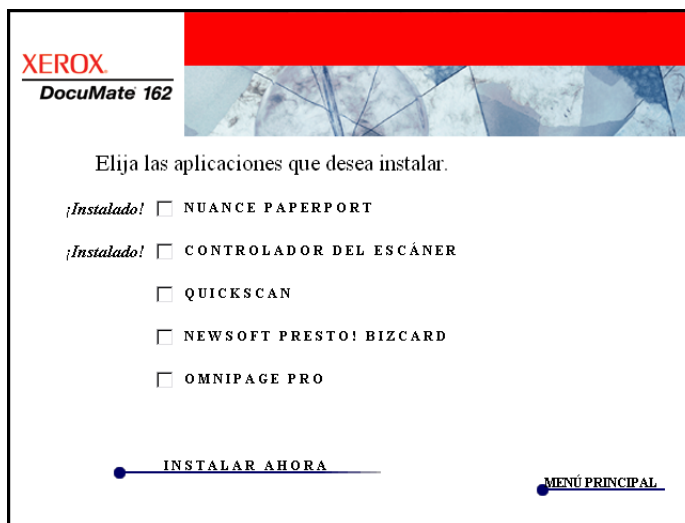 XEROX.
DocuMate 162
Elija las aplicaciones que desea instalar.
¡Instalado! NUANCE PAPERPORT
¡Instalado! CONTROLADOR DEL ESCÁNER
QUICKSCAN
NEWSOFT PRESTO! BIZCARD
OMNIPAGE PRO
INSTALAR AHORA
MENÚ PRINCIPAL